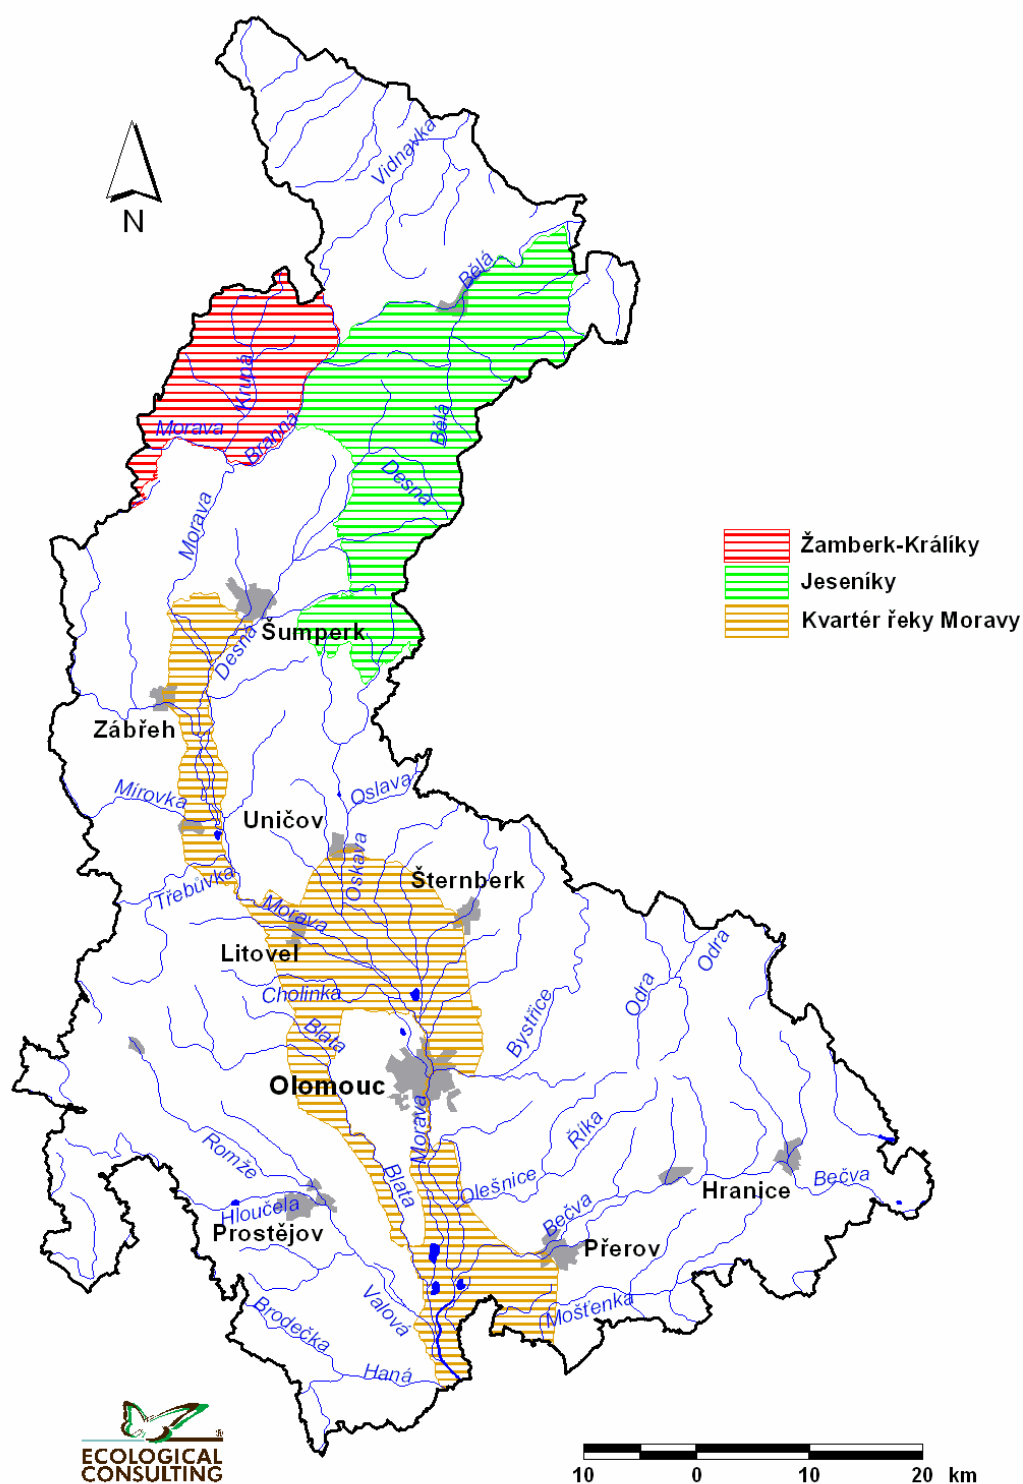 Vidnavka
N
Bělá
Krupá
Morava
Branná
Bělá
Desná
Morava
Žamberk-Králíky
Jeseníky
Kvartér řeky Moravy
Šumperk
Desná
Zábřeh
Mírovka
Oslava
Uničov
Oskava
Třebůvka
Šternberk
Morava
Litovel
Odra
Odra
Cholinka
Bystřice
Blata
Olomouc
Morava
Říka
Romže
Blata
Olešnice
Hranice
Bečva
Hloučela
Bečva
Prostějov
Přerov
Valová
Moštěnka
Brodečka
Haná
ECOLOGICAL
CONSULTING
®
10 0 10 20 km